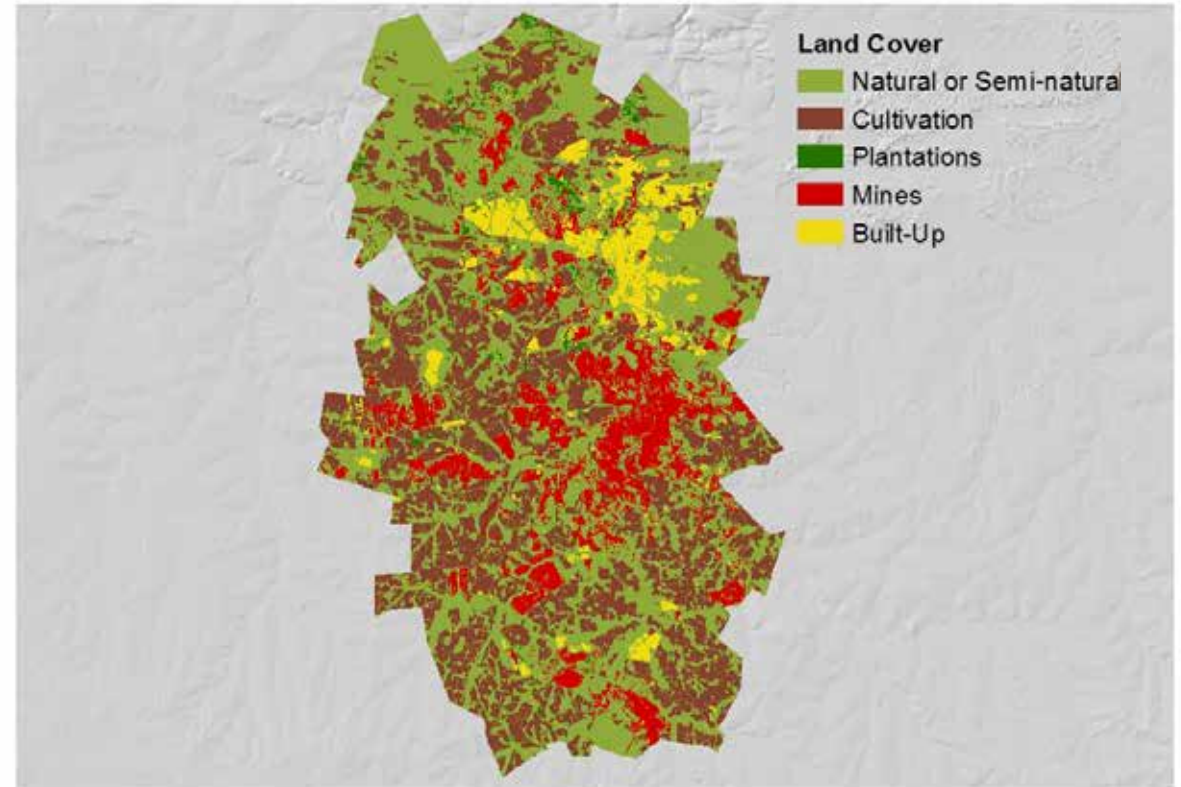 Land Cover
Natural or Semi-natural
Cultivation
Plantations
Mines
Built-Up